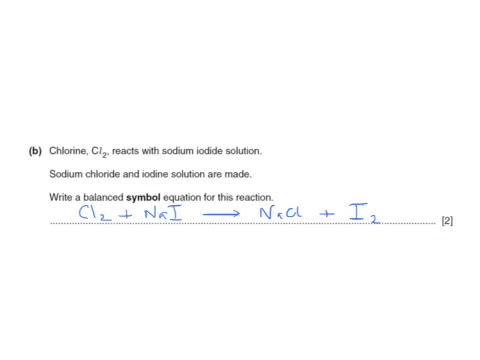 (b) Chlorine, Cl₂, reacts with sodium iodide solution.
Sodium chloride and iodine solution are made.
Write a balanced symbol equation for this reaction.
Cl₂ + NaI → NaCl + I₂
[2]